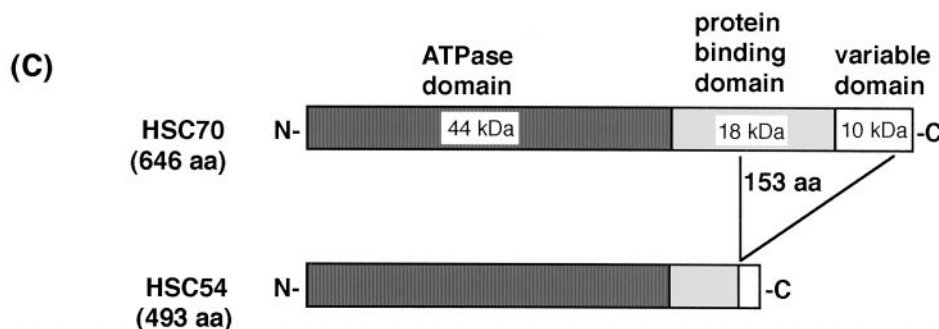 (C)
ATPase
domain
protein
binding
domain
variable
domain
HSC70
(646 aa)
N-
44 kDa
18 kDa
10 kDa
-C
153 aa
HSC54
(493 aa)
N-
-C